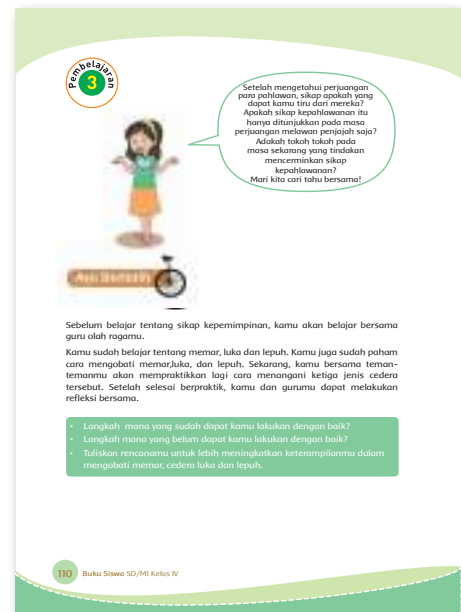 Pembelajaran
3
Setelah mengetahui perjuangan
para pahlawan, sikap apakah yang
dapat kamu tiru dari mereka?
Apakah sikap kepahlawanan itu
hanya ditunjukkan pada masa
perjuangan melawan penjajah saja?
Adakah tokoh tokoh pada
masa sekarang yang tindakan
mencerminkan sikap
kepahlawanan?
Mari kita cari tahu bersama!
Ayo Berlatih
Sebelum belajar tentang sikap kepemimpinan, kamu akan belajar bersama
guru olah ragamu.
Kamu sudah belajar tentang memar, luka dan lepuh. Kamu juga sudah paham
cara mengobati memar,luka, dan lepuh. Sekarang, kamu bersama teman-
temanmu akan mempraktikkan lagi cara menangani ketiga jenis cedera
tersebut. Setelah selesai berpraktik, kamu dan gurumu dapat melakukan
refleksi bersama.
• Langkah mana yang sudah dapat kamu lakukan dengan baik?
• Langkah mana yang belum dapat kamu lakukan dengan baik?
• Tuliskan rencanamu untuk lebih meningkatkan keterampilanmu dalam
mengobati memar, cedera luka dan lepuh.
110 Buku Siswa SD/MI Kelas IV